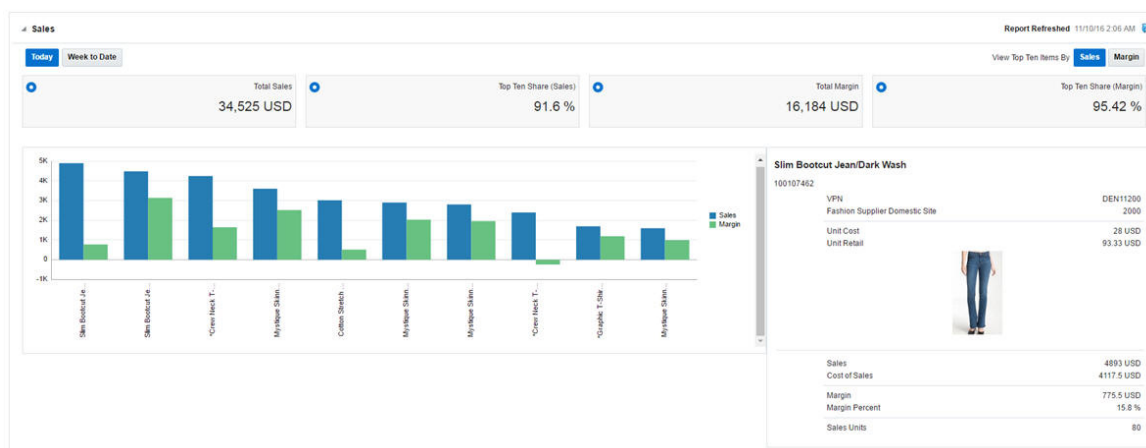 Sales
Report Refreshed 11/10/16 2:06 AM
Today Week to Date
View Top Ten Items By Sales Margin
Total Sales
34,525 USD
Top Ten Share (Sales)
91.6 %
Total Margin
16,184 USD
Top Ten Share (Margin)
95.42 %
5K
4K
3K
2K
1K
0
-1K
Slim Bootcut Je...
Slim Bootcut Je...
*Crew Neck T-...
Mystique Skinn...
Cotton Stretch ...
Mystique Skinn...
Mystique Skinn...
*Crew Neck T-...
*Graphic T-Shir...
Mystique Skinn...
Sales
Margin
Slim Bootcut Jean/Dark Wash
100107462
VPN DEN11200
Fashion Supplier Domestic Site 2000
Unit Cost 28 USD
Unit Retail 93.33 USD
Sales 4893 USD
Cost of Sales 4117.5 USD
Margin 775.5 USD
Margin Percent 15.8 %
Sales Units 80